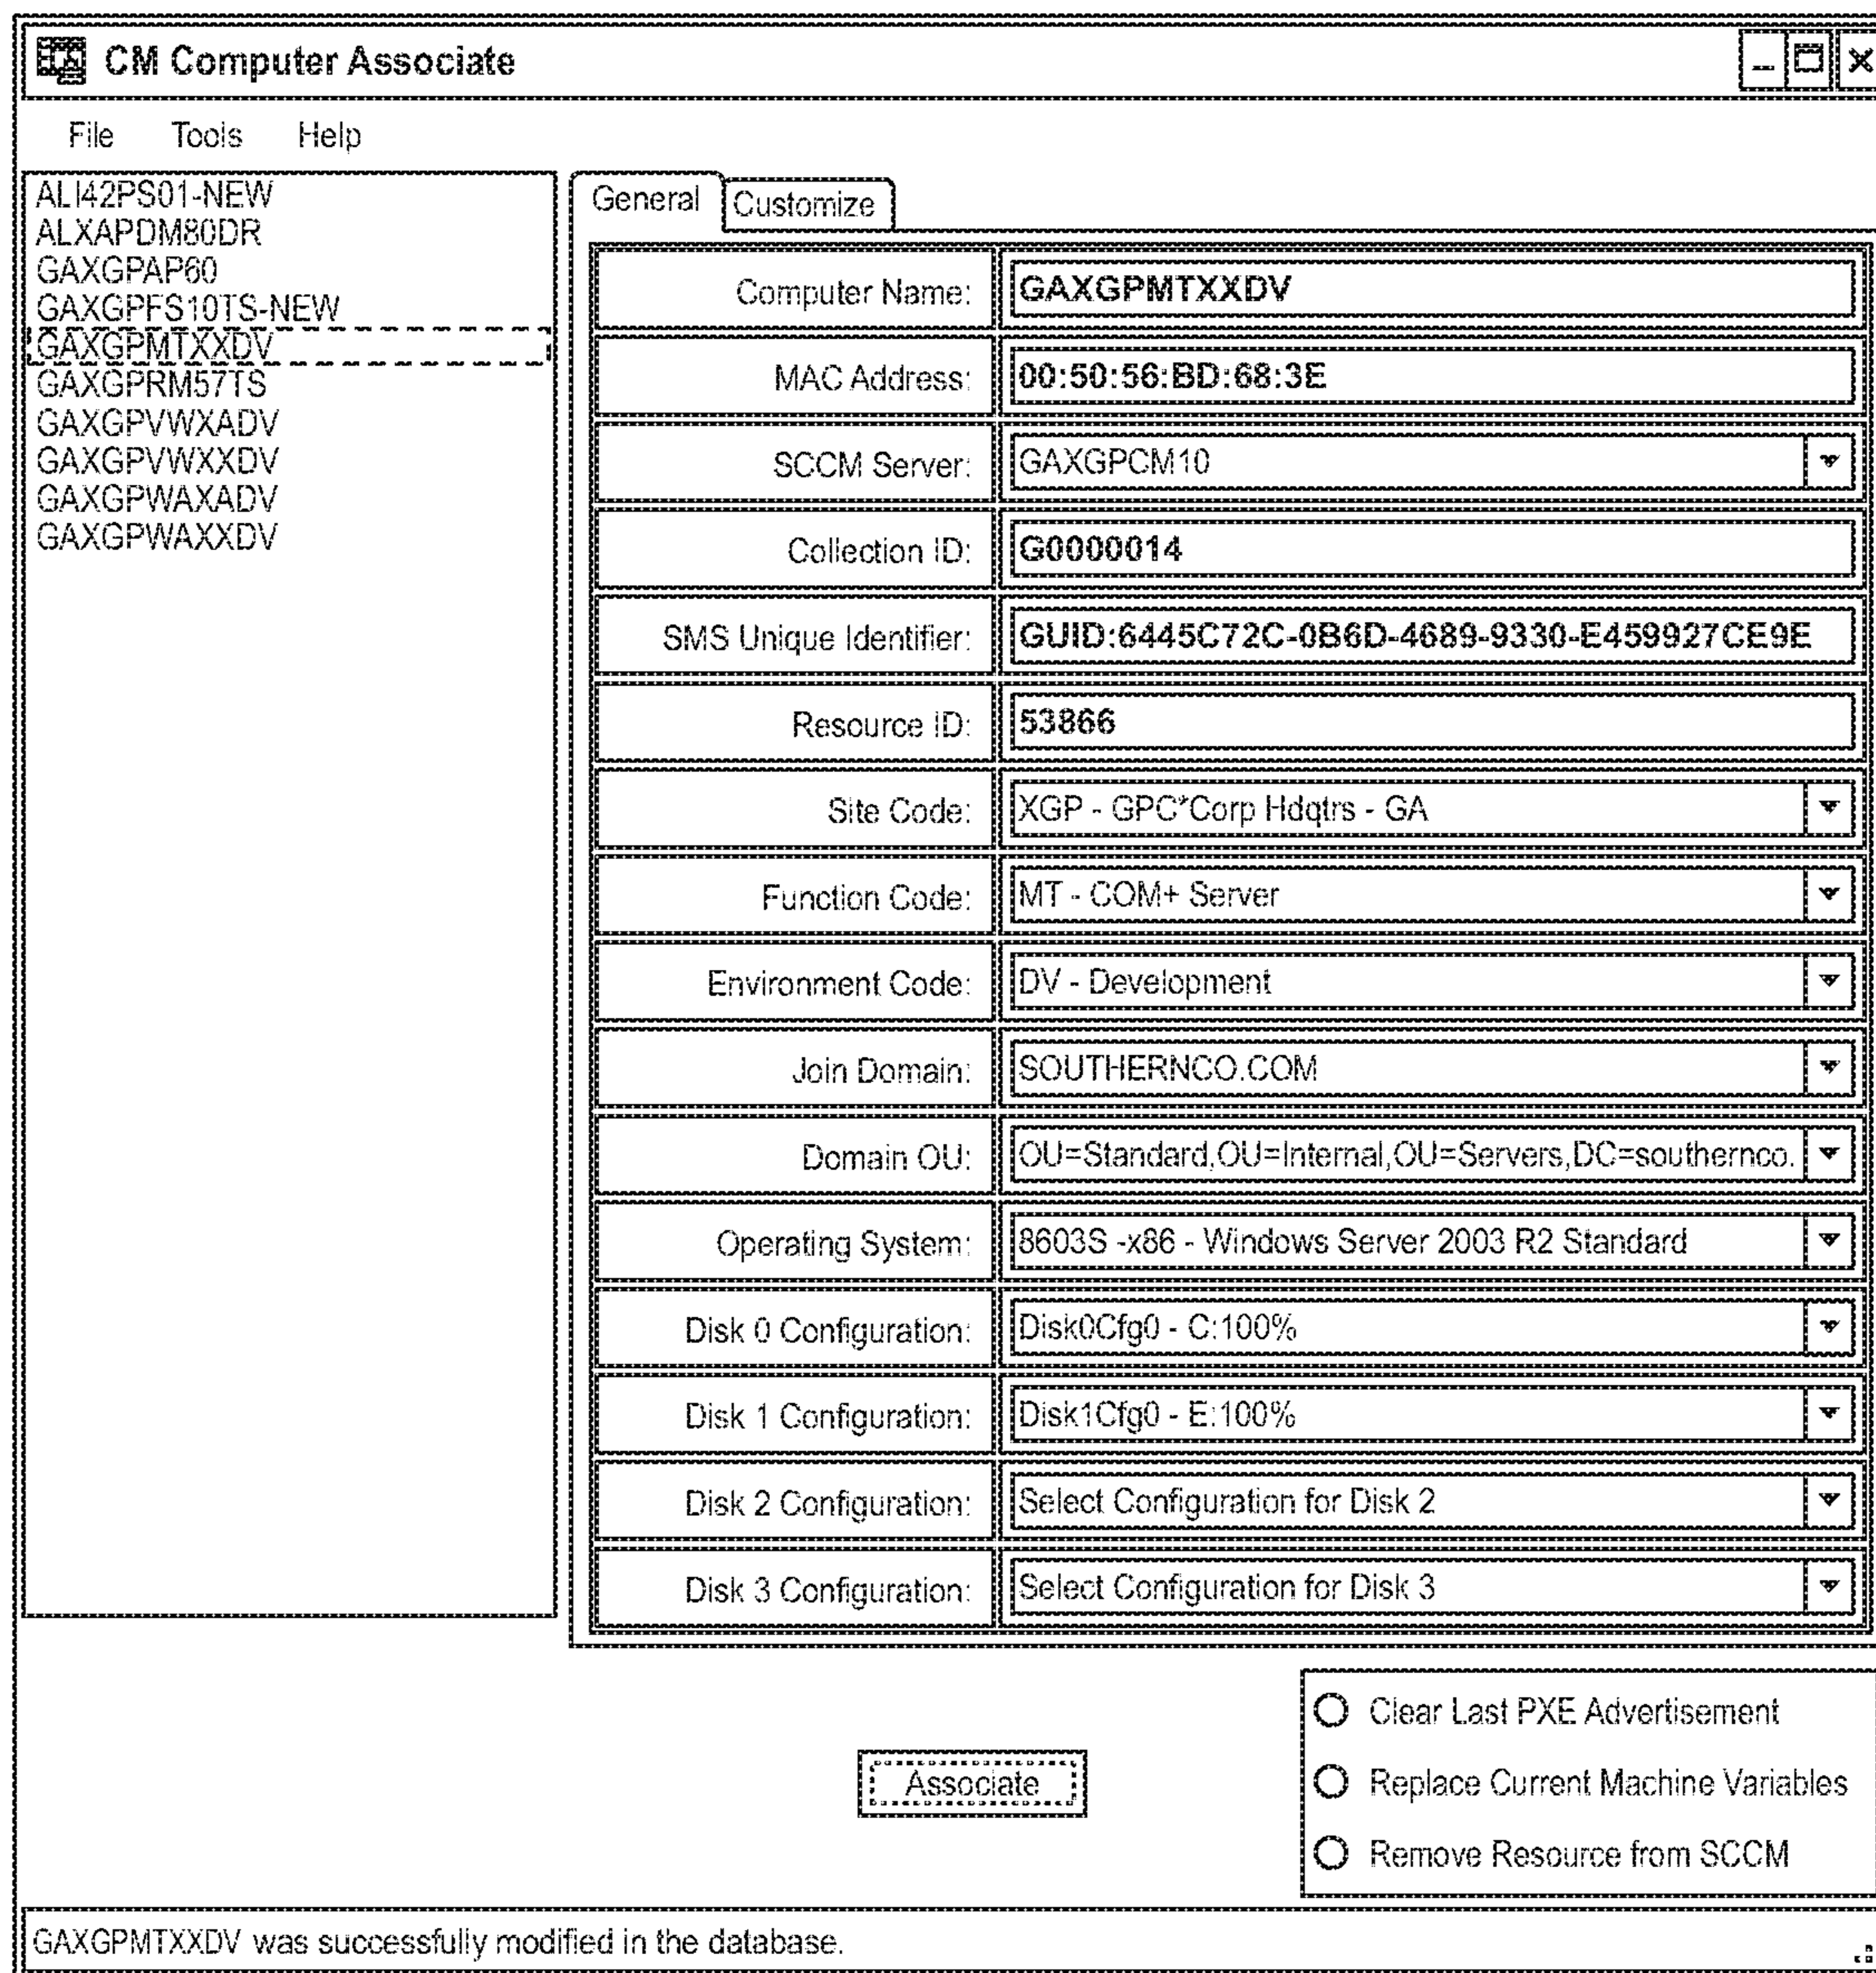 CM Computer Associate
File Tools Help
ALI42PS01-NEW
ALXAPDM80DR
GAXGPAP60
GAXGPFS10TS-NEW
GAXGPMTXXDV
GAXGPRM57TS
GAXGPVWXADV
GAXGPVWXXDV
GAXGPWAXADV
GAXGPWAXXDV
General Customize
Computer Name: GAXGPMTXXDV
MAC Address: 00:50:56:BD:68:3E
SCCM Server: GAXGPCM10
Collection ID: G0000014
SMS Unique Identifier: GUID:6445C72C-0B6D-4689-9330-E459927CE9E
Resource ID: 53866
Site Code: XGP - GPC*Corp Hdqtrs - GA
Function Code: MT - COM+ Server
Environment Code: DV - Development
Join Domain: SOUTHERNCO.COM
Domain OU: OU=Standard,OU=Internal,OU=Servers,DC=southernco.
Operating System: 8603S -x86 - Windows Server 2003 R2 Standard
Disk 0 Configuration: Disk0Cfg0 - C:100%
Disk 1 Configuration: Disk1Cfg0 - E:100%
Disk 2 Configuration: Select Configuration for Disk 2
Disk 3 Configuration: Select Configuration for Disk 3
Associate
Clear Last PXE Advertisement
Replace Current Machine Variables
Remove Resource from SCCM
GAXGPMTXXDV was successfully modified in the database.